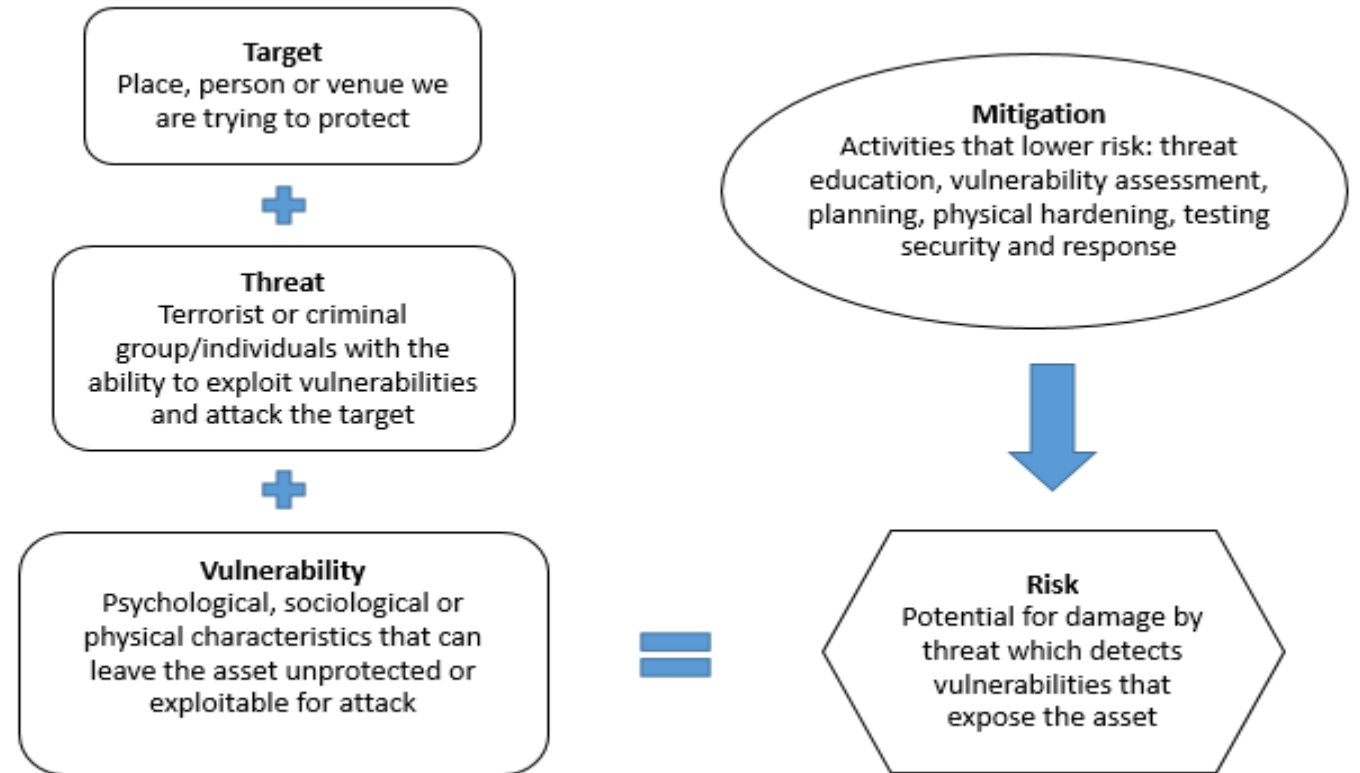 Target
Place, person or venue we
are trying to protect
Threat
Terrorist or criminal
group/individuals with the
ability to exploit vulnerabilities
and attack the target
Vulnerability
Psychological, sociological or
physical characteristics that can
leave the asset unprotected or
exploitable for attack
Mitigation
Activities that lower risk: threat
education, vulnerability assessment,
planning, physical hardening, testing
security and response
Risk
Potential for damage by
threat which detects
vulnerabilities that
expose the asset